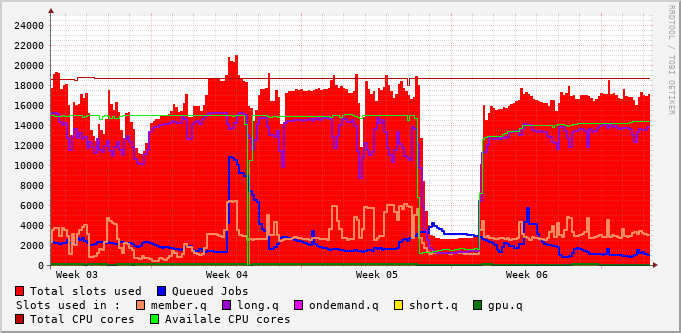 24000
22000
20000
18000
16000
14000
12000
10000
8000
6000
4000
2000
0
Week 03 Week 04 Week 05 Week 06
Total slots used Queued Jobs
Slots used in : member.q long.q ondemand.q short.q gpu.q
Total CPU cores Availale CPU cores
RRDTOOL / TOBI OETIKER